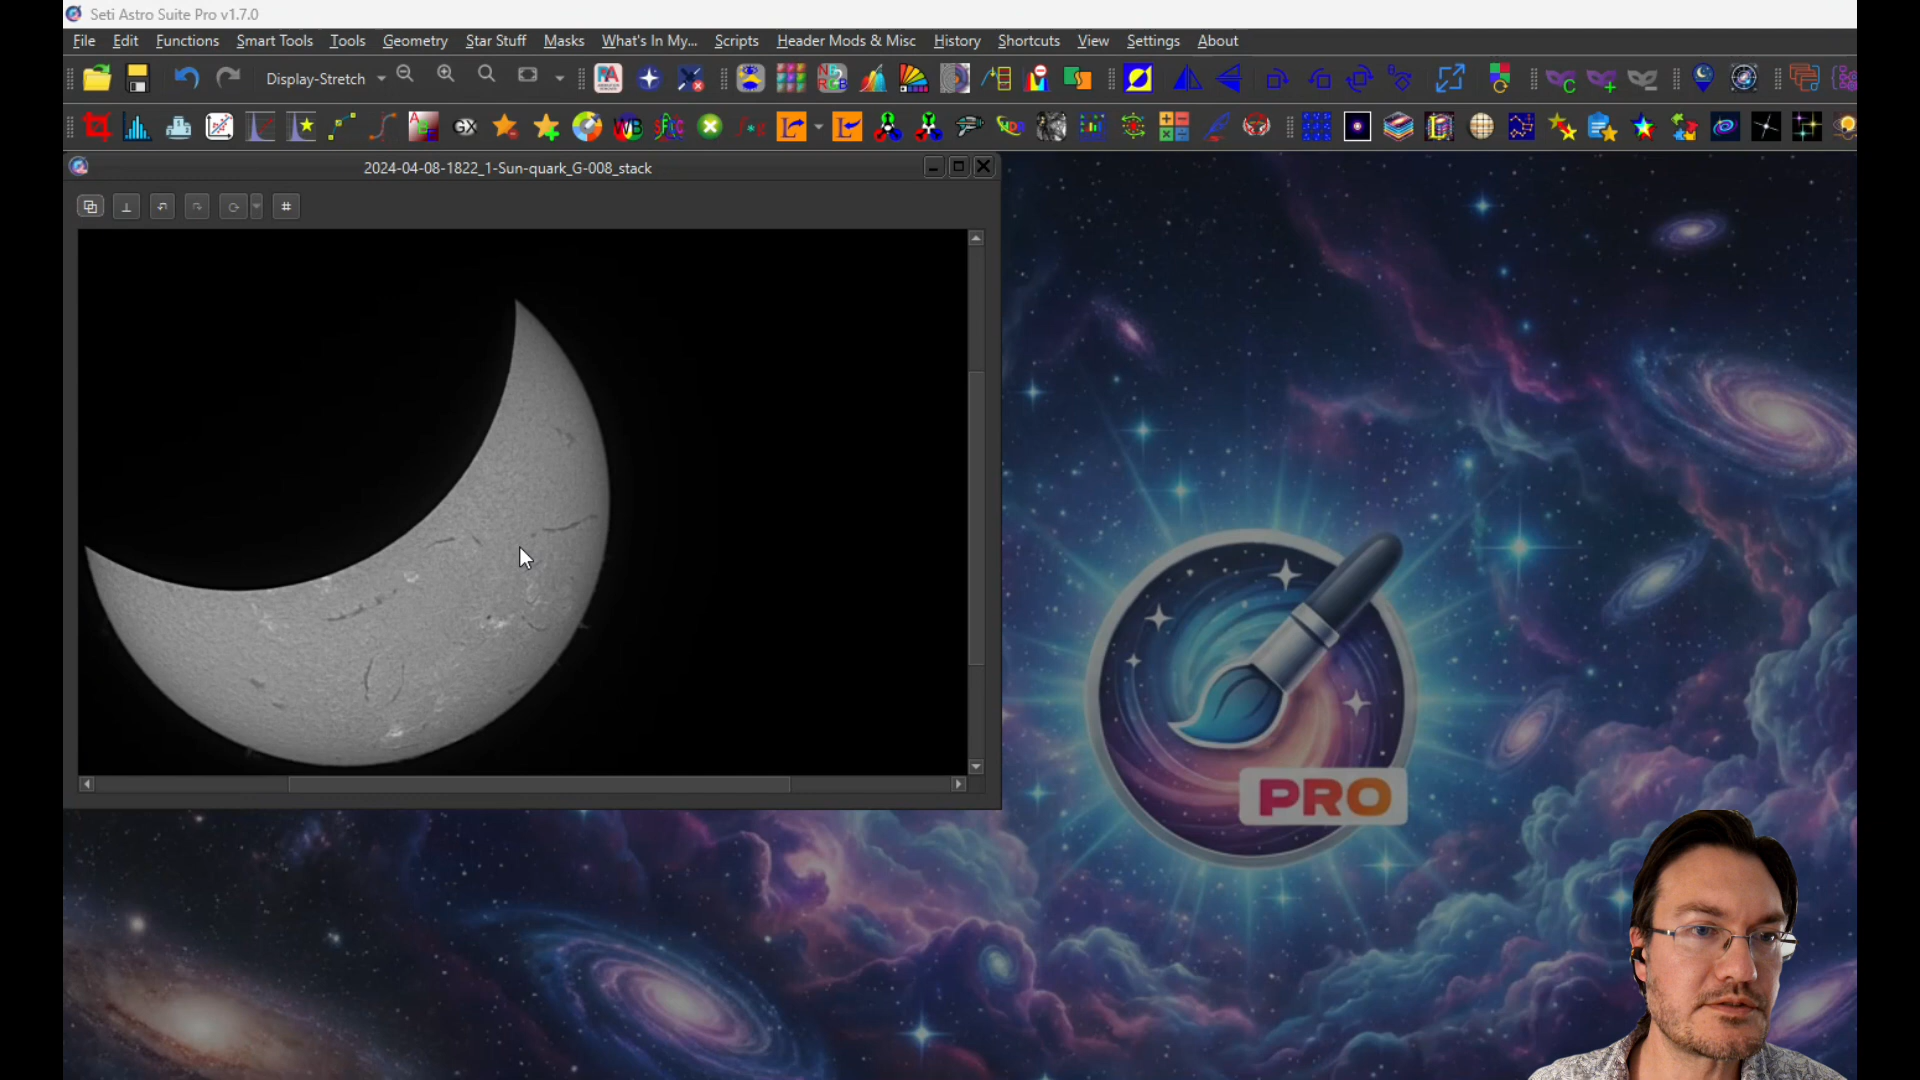 Seti Astro Suite Pro v1.7.0
File Edit Functions Smart Tools Tools Geometry Star Stuff Masks What's In My... Scripts Header Mods & Misc History Shortcuts View Settings About
Display-Stretch
2024-04-08-1822_1-Sun-quark_G-008_stack
PRO